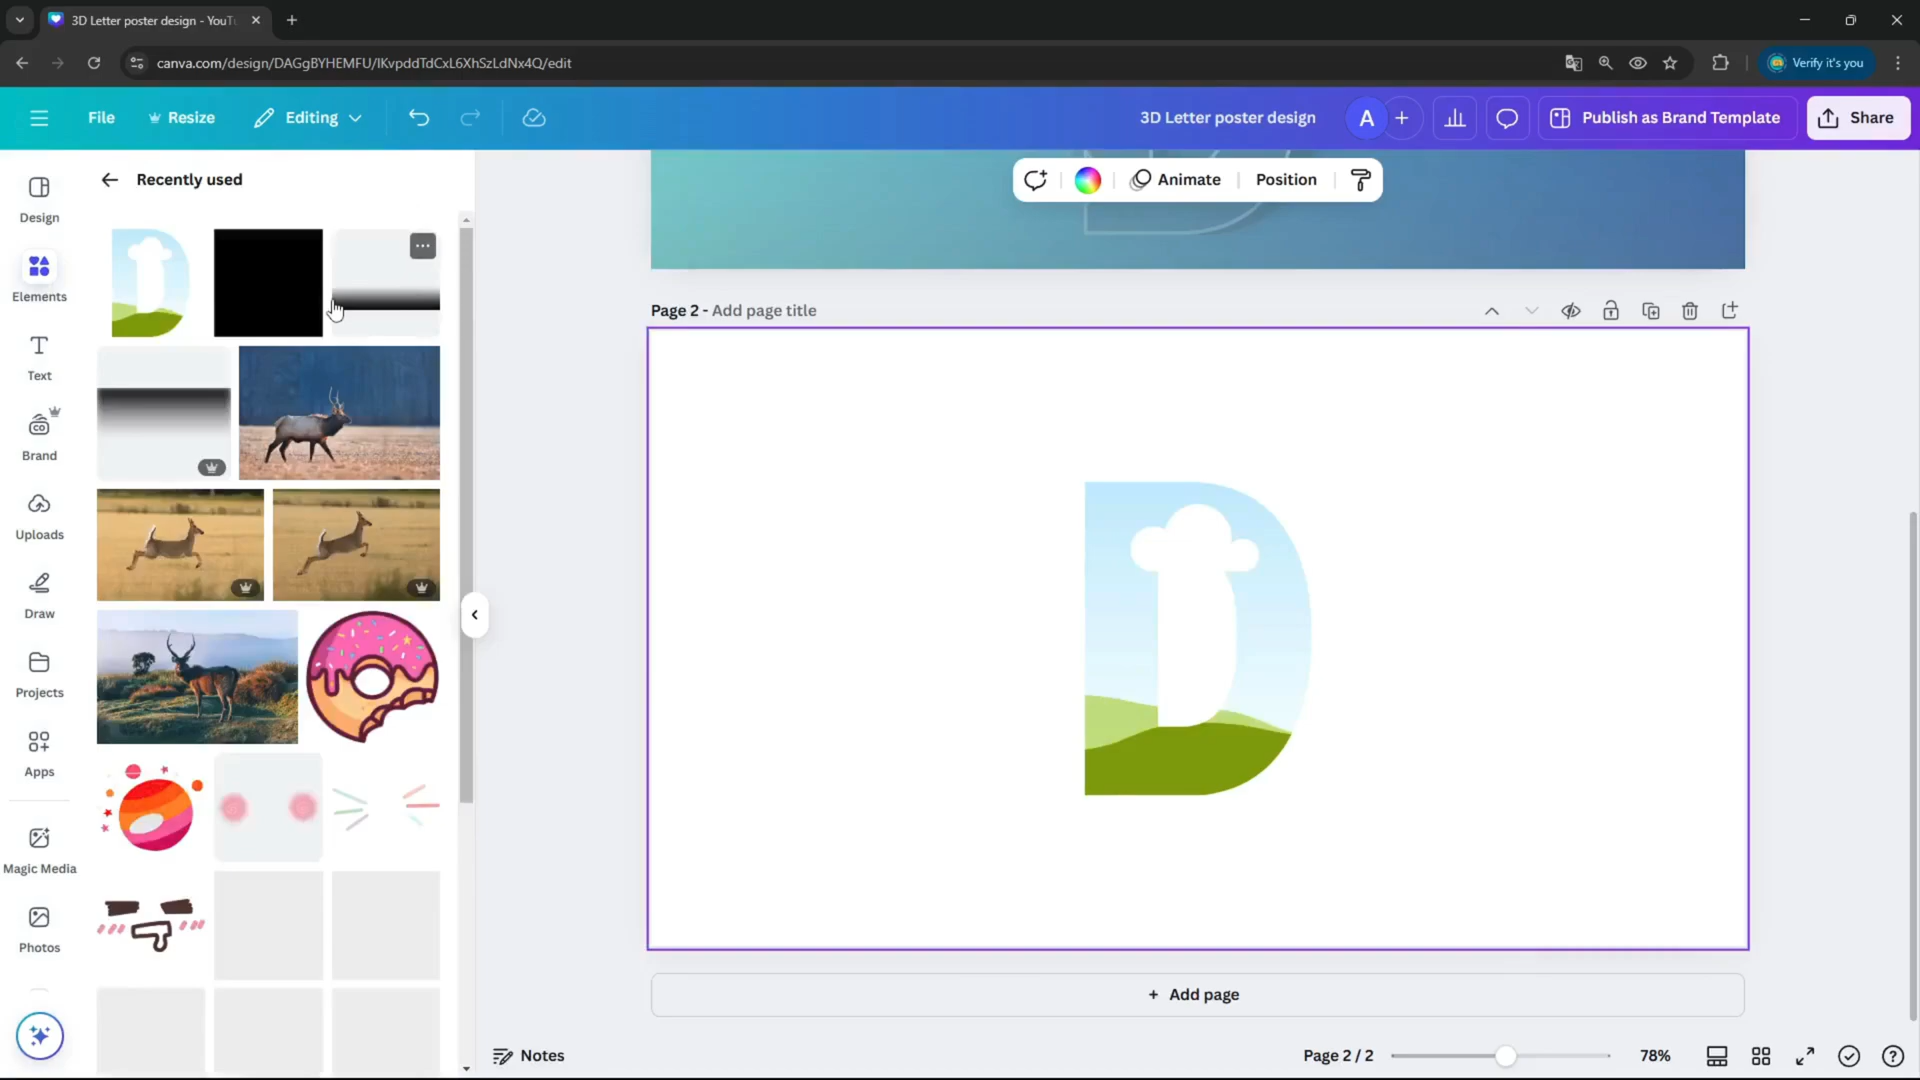 3D Letter poster design - YouTu
canva.com/design/DAGgBYHEMFU/lKvpddTdCxL6XhSzLdNx4Q/edit
Verify it's you
File
Resize
Editing
3D Letter poster design
A
Publish as Brand Template
Share
Recently used
Animate
Position
Design
Elements
Text
Brand
Uploads
Draw
Projects
Apps
Magic Media
Photos
Page 2 - Add page title
+ Add page
Notes
Page 2 / 2
78%